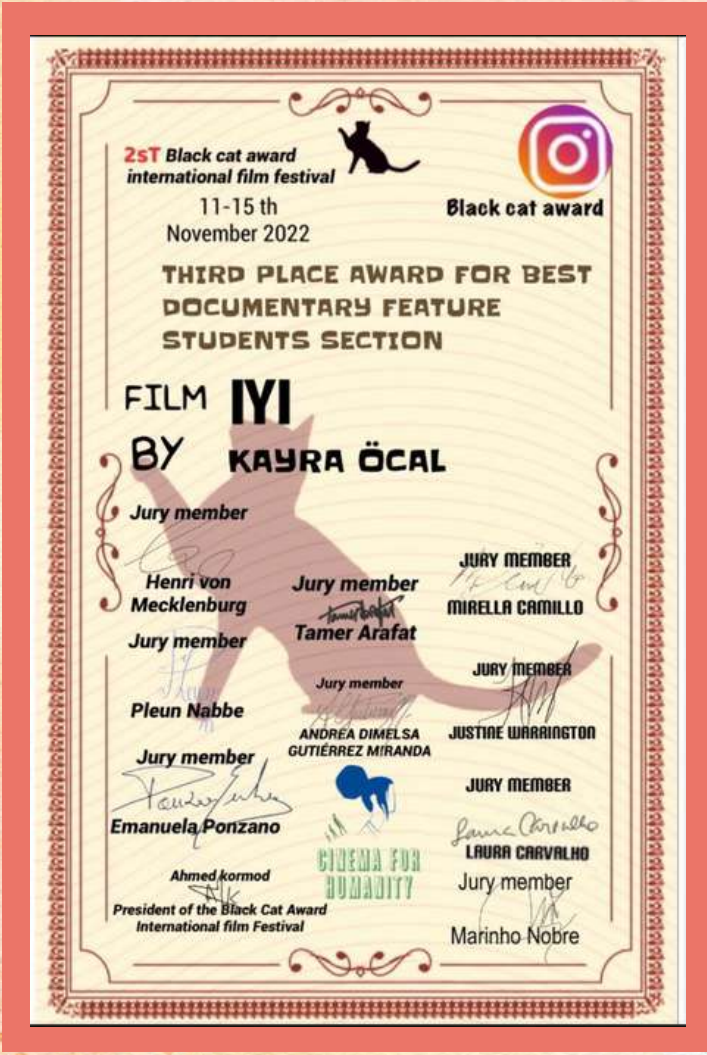 2sT Black cat award
international film festival
11-15 th
November 2022
Black cat award
THIRD PLACE AWARD FOR BEST
DOCUMENTARY FEATURE
STUDENTS SECTION
FILM IYI
BY KAYRA ÖCAL
Jury member
Henri von
Mecklenburg
Jury member
Pleun Nabbe
Jury member
Emanuela Ponzano
Ahmed kormod
President of the Black Cat Award
International film Festival
Jury member
Tamer Arafat
Jury member
ANDREA DIMELSA
GUTIÉRREZ MIRANDA
CINEMA FOR
HUMANITY
JURY MEMBER
MIRELLA CAMILLO
JURY MEMBER
JUSTINE WARRINGTON
JURY MEMBER
Laura Carvalho
LAURA CARVALHO
Jury member
Marinho Nobre